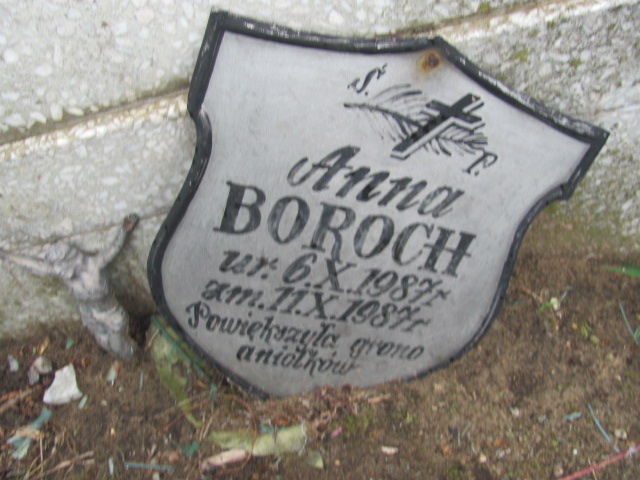 Ś. P.
Anna
BOROCH
ur. 6.X.1987r
zm. 11.X.1987r
Powiększyła grono
aniołków